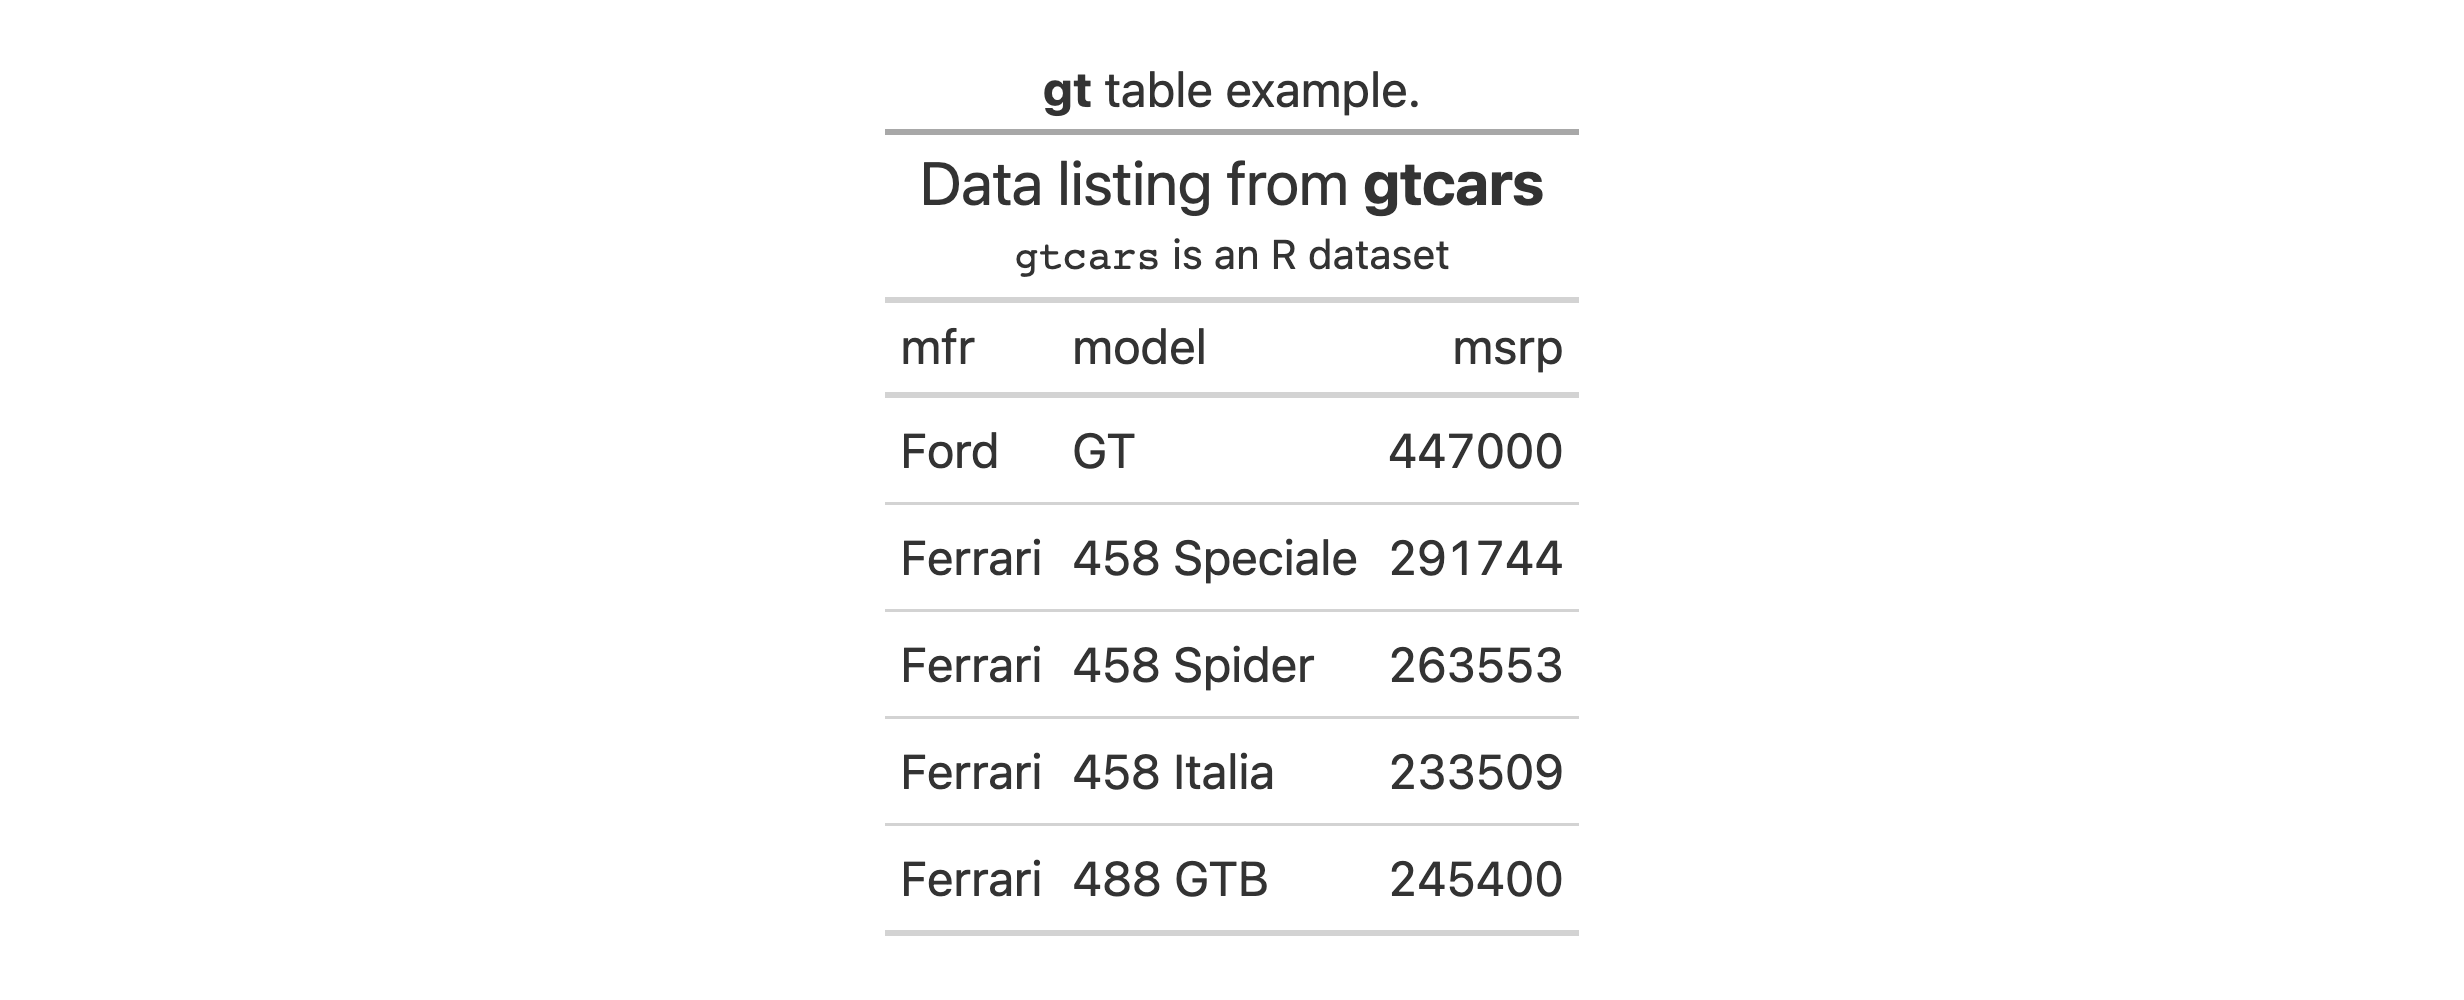 gt table example.
Data listing from gtcars
gtcars is an R dataset
mfr model msrp
Ford GT 447000
Ferrari 458 Speciale 291744
Ferrari 458 Spider 263553
Ferrari 458 Italia 233509
Ferrari 488 GTB 245400